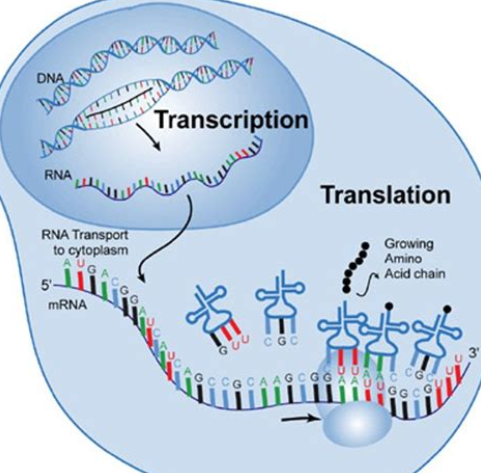 DNA
Transcription
RNA
Translation
RNA Transport
to cytoplasm
Growing
Amino
Acid chain
5'
mRNA
3'
A U G A C G G A U C A U C A G C C G C A A G C G G
G U U
C G C